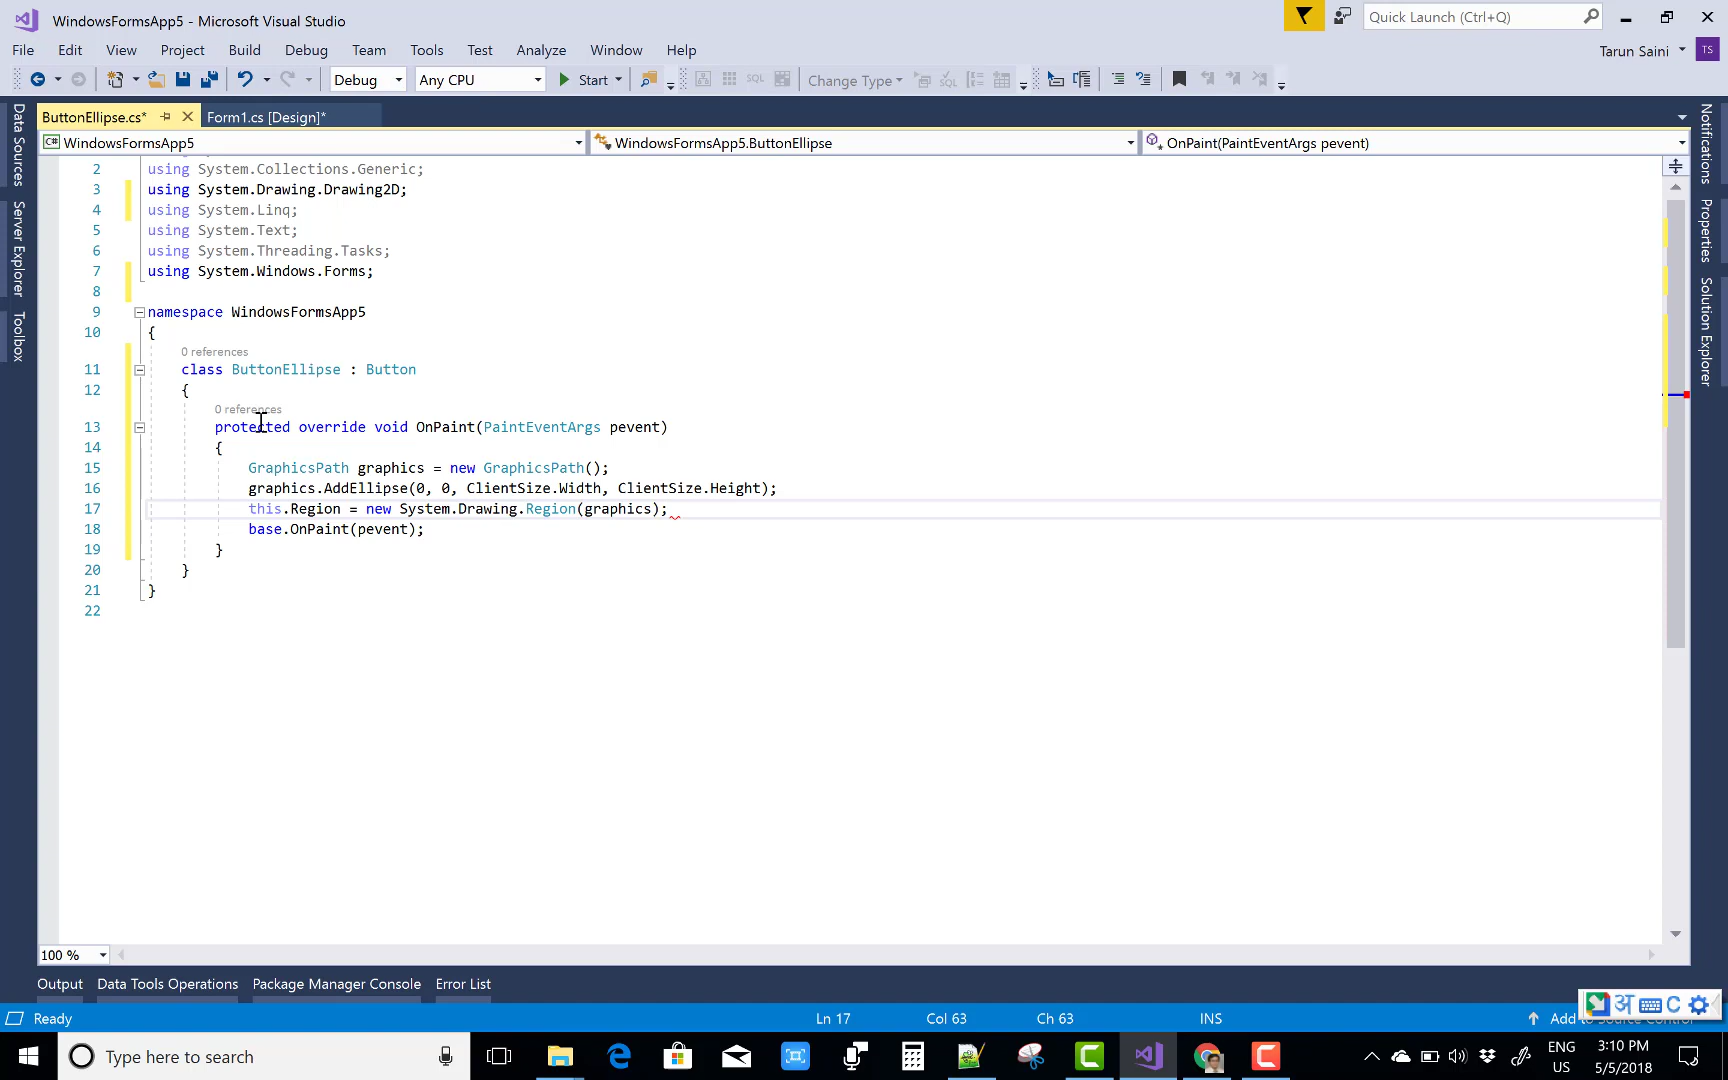 WindowsFormsApp5 - Microsoft Visual Studio
Quick Launch (Ctrl+Q)
File Edit View Project Build Debug Team Tools Test Analyze Window Help
Tarun Saini TS
Debug Any CPU Start SQL Change Type
ButtonEllipse.cs* Form1.cs [Design]*
C# WindowsFormsApp5 WindowsFormsApp5.ButtonEllipse OnPaint(PaintEventArgs pevent)
Data Sources
Server Explorer
Toolbox
Notifications
Properties
Solution Explorer
2 using System.Collections.Generic;
3 using System.Drawing.Drawing2D;
4 using System.Linq;
5 using System.Text;
6 using System.Threading.Tasks;
7 using System.Windows.Forms;
8
9 namespace WindowsFormsApp5
10 {
0 references
11 class ButtonEllipse : Button
12 {
0 references
13 protected override void OnPaint(PaintEventArgs pevent)
14 {
15 GraphicsPath graphics = new GraphicsPath();
16 graphics.AddEllipse(0, 0, ClientSize.Width, ClientSize.Height);
17 this.Region = new System.Drawing.Region(graphics);
18 base.OnPaint(pevent);
19 }
20 }
21 }
22
100 %
Output Data Tools Operations Package Manager Console Error List
अ C
Ready Ln 17 Col 63 Ch 63 INS Add to Source Control
Type here to search
ENG
US
3:10 PM
5/5/2018